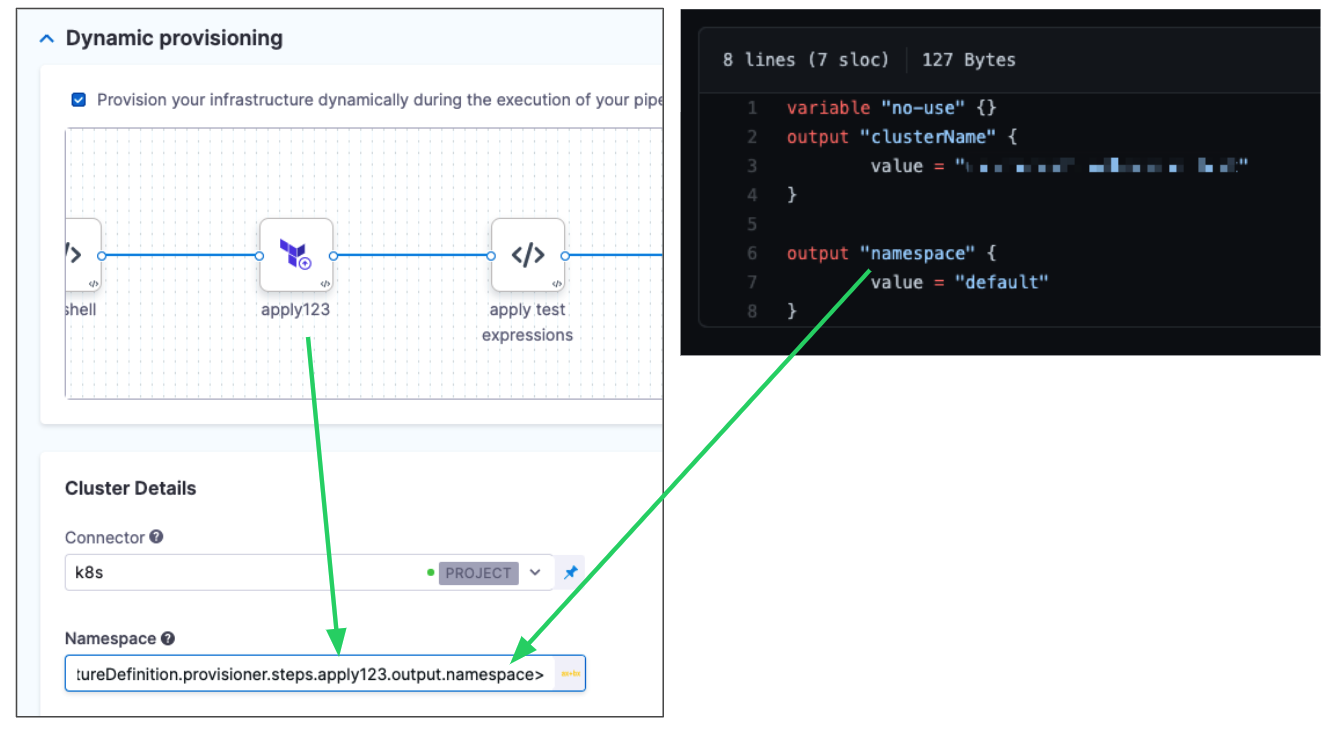 Dynamic provisioning
Provision your infrastructure dynamically during the execution of your pipe
shell
apply123
apply test
expressions
Cluster Details
Connector
k8s
PROJECT
Namespace
tureDefinition.provisioner.steps.apply123.output.namespace>
8 lines (7 sloc)
127 Bytes
1 variable "no-use" {}
2 output "clusterName" {
3 value = " "
4 }
5
6 output "namespace" {
7 value = "default"
8 }